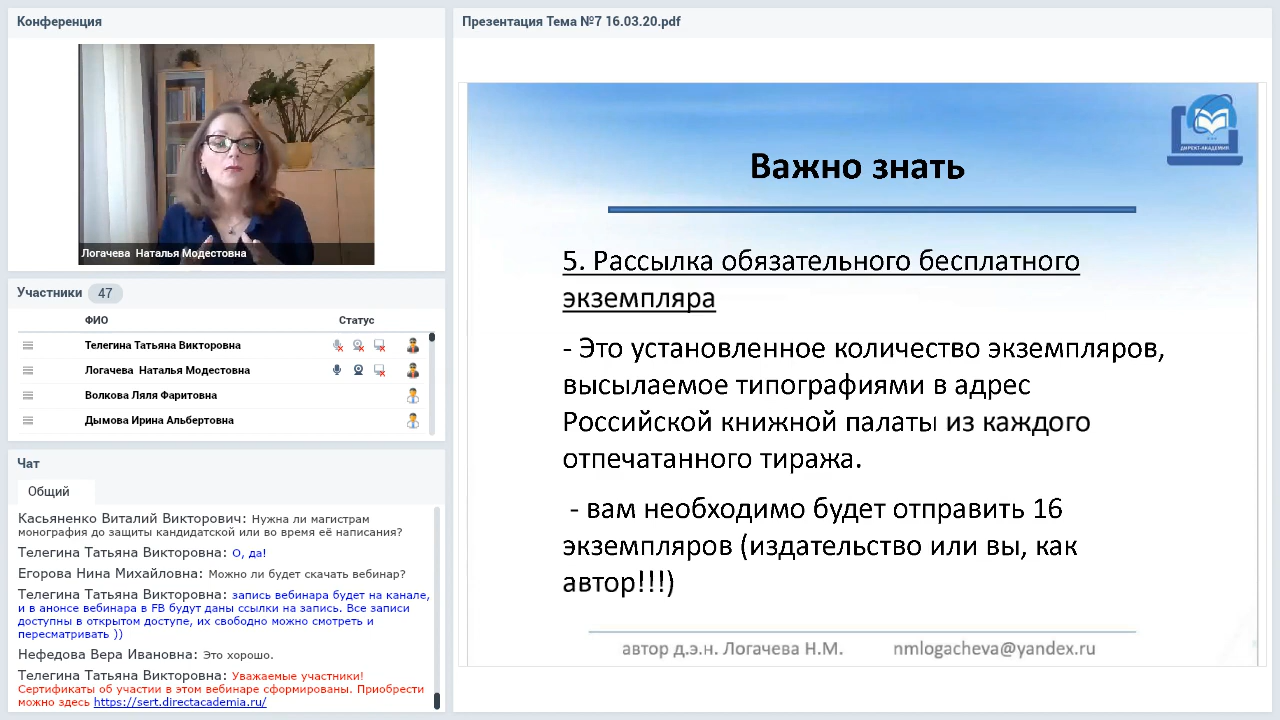 Конференция
Логачева  Наталья Модестовна
Участники 47
ФИО Статус
Телегина Татьяна Викторовна
Логачева  Наталья Модестовна
Волкова Ляля Фаритовна
Дымова Ирина Альбертовна
Чат
Общий
Касьяненко Виталий Викторович: Нужна ли магистрам
монография до защиты кандидатской или во время её написания?
Телегина Татьяна Викторовна: О, да!
Егорова Нина Михайловна: Можно ли будет скачать вебинар?
Телегина Татьяна Викторовна: запись вебинара будет на канале,
и в анонсе вебинара в FB будут даны ссылки на запись. Все записи
доступны в открытом доступе, их свободно можно смотреть и
пересматривать ))
Нефедова Вера Ивановна: Это хорошо.
Телегина Татьяна Викторовна: Уважаемые участники!
Сертификаты об участии в этом вебинаре сформированы. Приобрести
можно здесь https://sert.directacademia.ru/
Презентация Тема №7 16.03.20.pdf
ДИРЕКТ-АКАДЕМИЯ
Важно знать
5. Рассылка обязательного бесплатного
экземпляра
- Это установленное количество экземпляров,
высылаемое типографиями в адрес
Российской книжной палаты из каждого
отпечатанного тиража.
- вам необходимо будет отправить 16
экземпляров (издательство или вы, как
автор!!!)
автор д.э.н. Логачева Н.М. nmlogacheva@yandex.ru